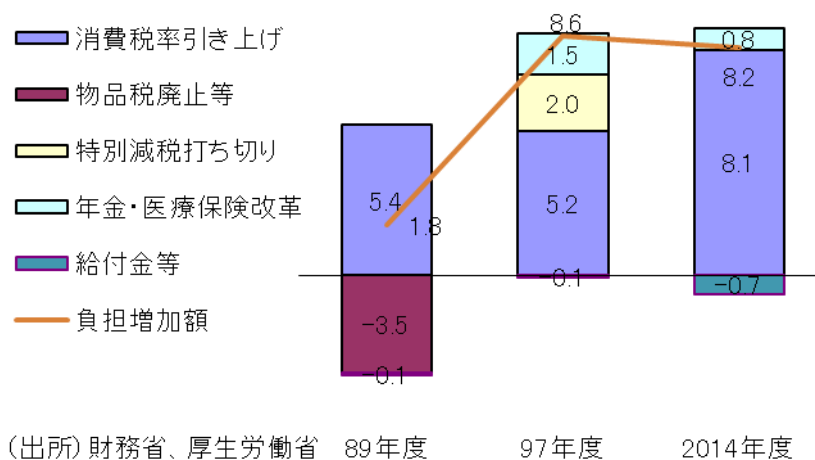 消費税率引き上げ
物品税廃止等
特別減税打ち切り
年金・医療保険改革
給付金等
負担増加額
8.6
1.5
0.8
2.0
8.2
5.4
1.8
5.2
8.1
-0.1
-0.7
-3.5
-0.1
(出所)財務省、厚生労働省 89年度 97年度 2014年度